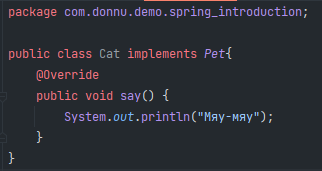 package com.donnu.demo.spring_introduction;
public class Cat implements Pet{
@Override
public void say() {
System.out.println("Мяу-мяу");
}
}